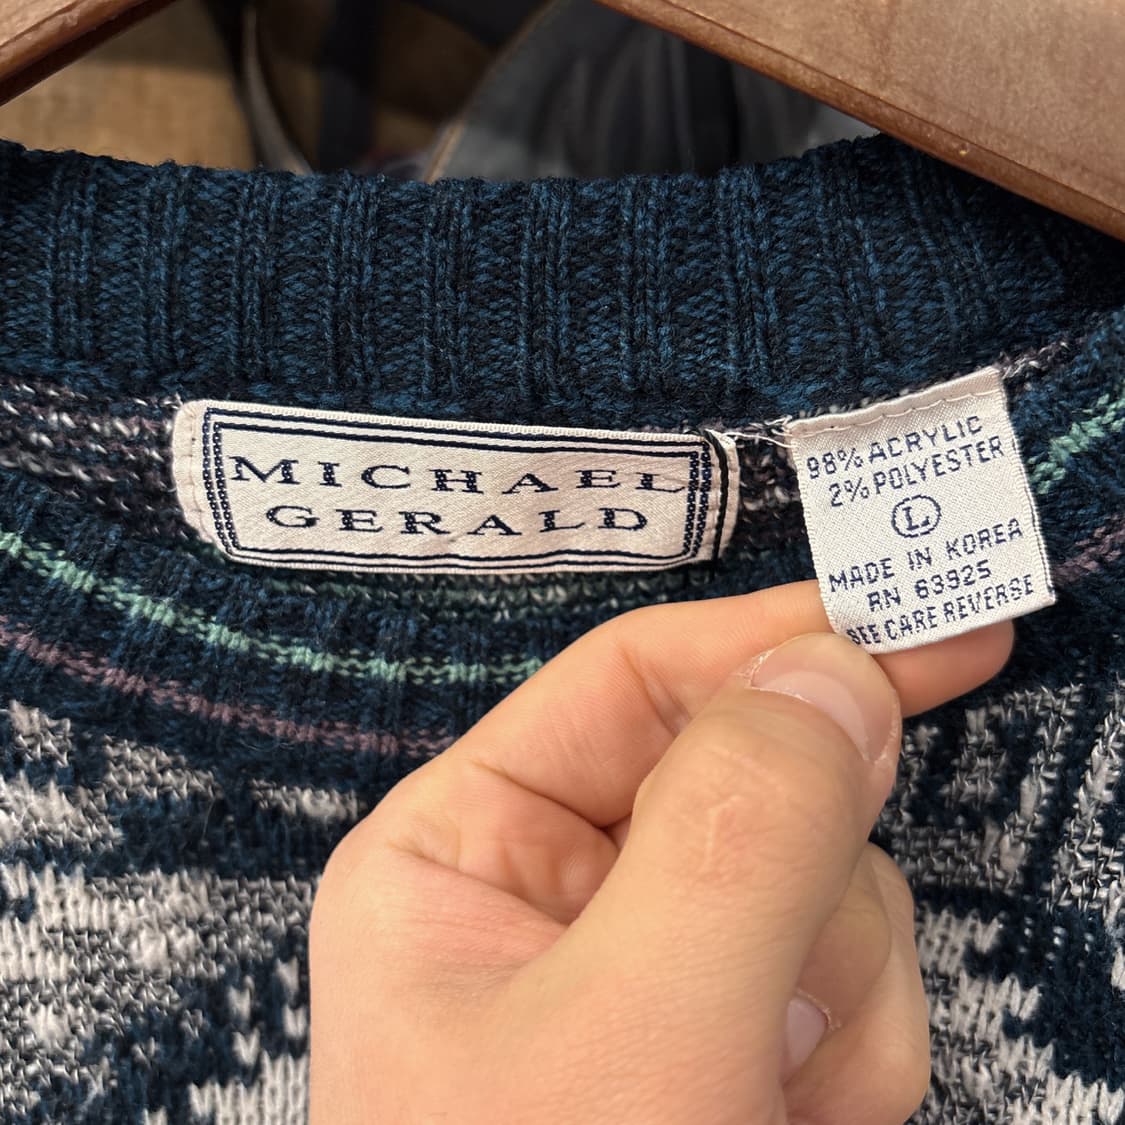 MICHAEL
GERALD
98% ACRYLIC
2% POLYESTER
L
MADE IN KOREA
RN 63925
SEE CARE REVERSE